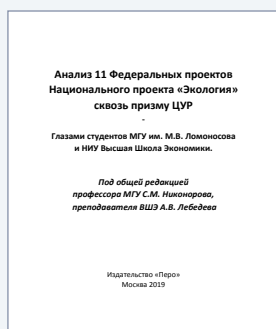 Анализ 11 Федеральных проектов
Национального проекта «Экология»
сквозь призму ЦУР
-
Глазами студентов МГУ им. М.В. Ломоносова
и НИУ Высшая Школа Экономики.
Под общей редакцией
профессора МГУ С.М. Никонорова,
преподавателя ВШЭ А.В. Лебедева
Издательство «Перо»
Москва 2019